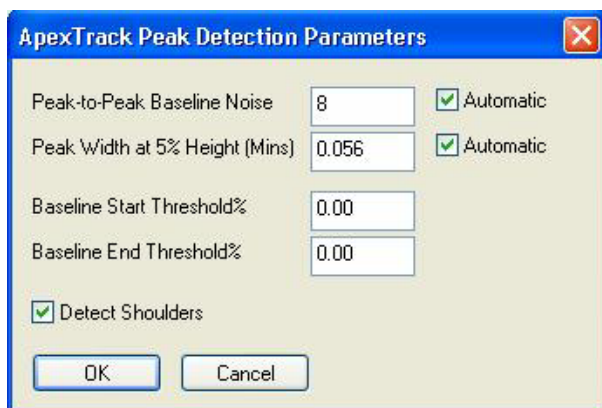 ApexTrack Peak Detection Parameters
Peak-to-Peak Baseline Noise 8 Automatic
Peak Width at 5% Height (Mins) 0.056 Automatic
Baseline Start Threshold% 0.00
Baseline End Threshold% 0.00
Detect Shoulders
OK Cancel